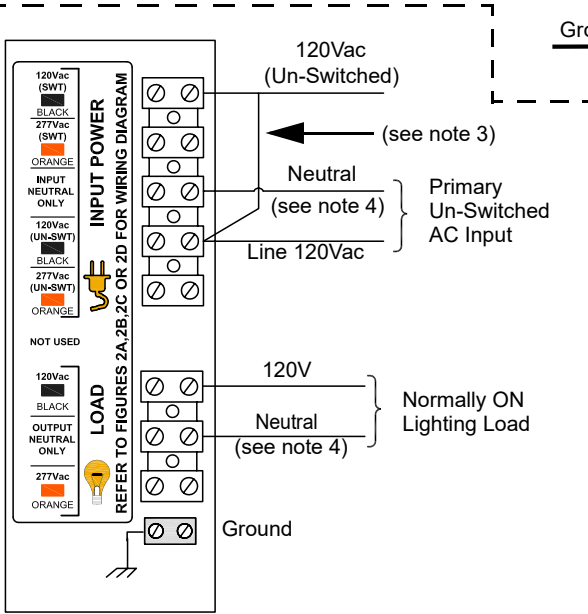 Gro
120Vac
(SWT)
BLACK
277Vac
(SWT)
ORANGE
INPUT
NEUTRAL
ONLY
120Vac
(UN-SWT)
BLACK
277Vac
(UN-SWT)
ORANGE
NOT USED
120Vac
BLACK
OUTPUT
NEUTRAL
ONLY
277Vac
ORANGE
INPUT POWER
LOAD
REFER TO FIGURES 2A,2B,2C OR 2D FOR WIRING DIAGRAM
120Vac
(Un-Switched)
(see note 3)
Neutral
(see note 4)
Line 120Vac
Primary
Un-Switched
AC Input
120V
Neutral
(see note 4)
Normally ON
Lighting Load
Ground